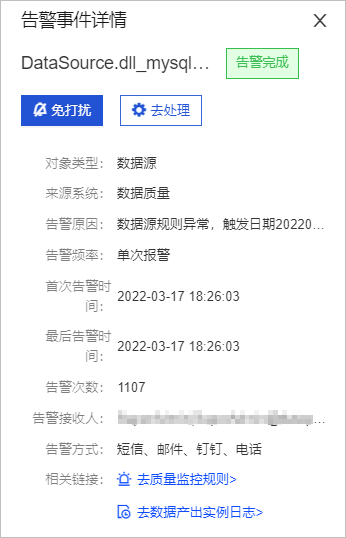 告警事件详情
DataSource.dll_mysql...
告警完成
免打扰
去处理
对象类型： 数据源
来源系统： 数据质量
告警原因： 数据源规则异常，触发日期20220...
告警频率： 单次报警
首次告警时间： 2022-03-17 18:26:03
最后告警时间： 2022-03-17 18:26:03
告警次数： 1107
告警接收人：
告警方式： 短信、邮件、钉钉、电话
相关链接： 去质量监控规则>
去数据产出实例日志>